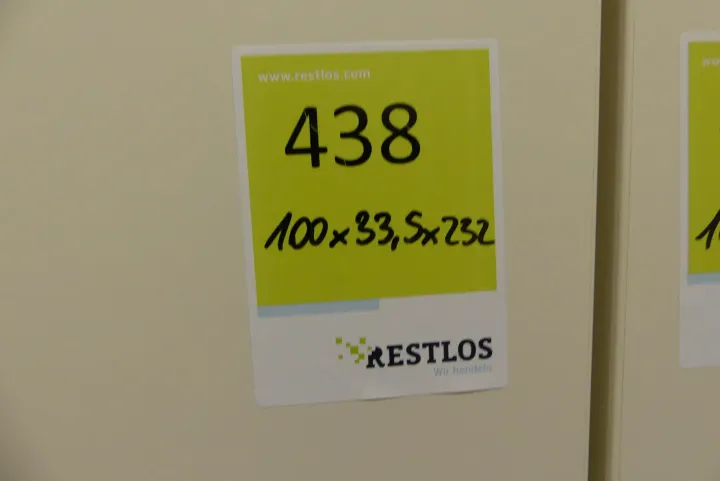 www.restlos.com
438
100x33,5x232
RESTLOS
Wir handeln